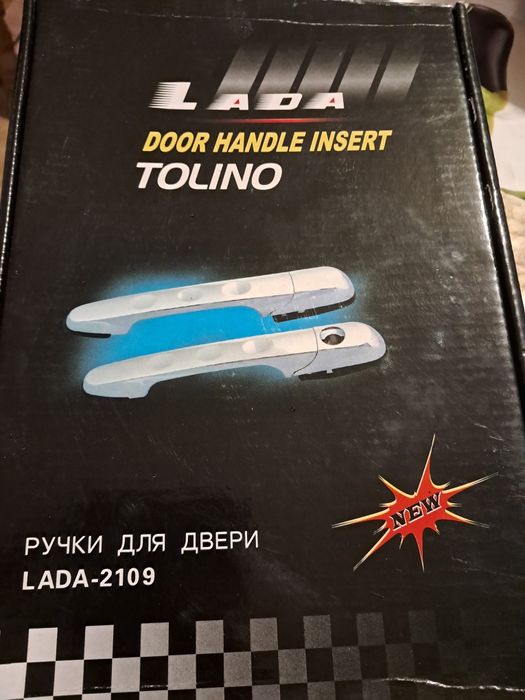 LADA
DOOR HANDLE INSERT
TOLINO
NEW
РУЧКИ ДЛЯ ДВЕРИ
LADA-2109